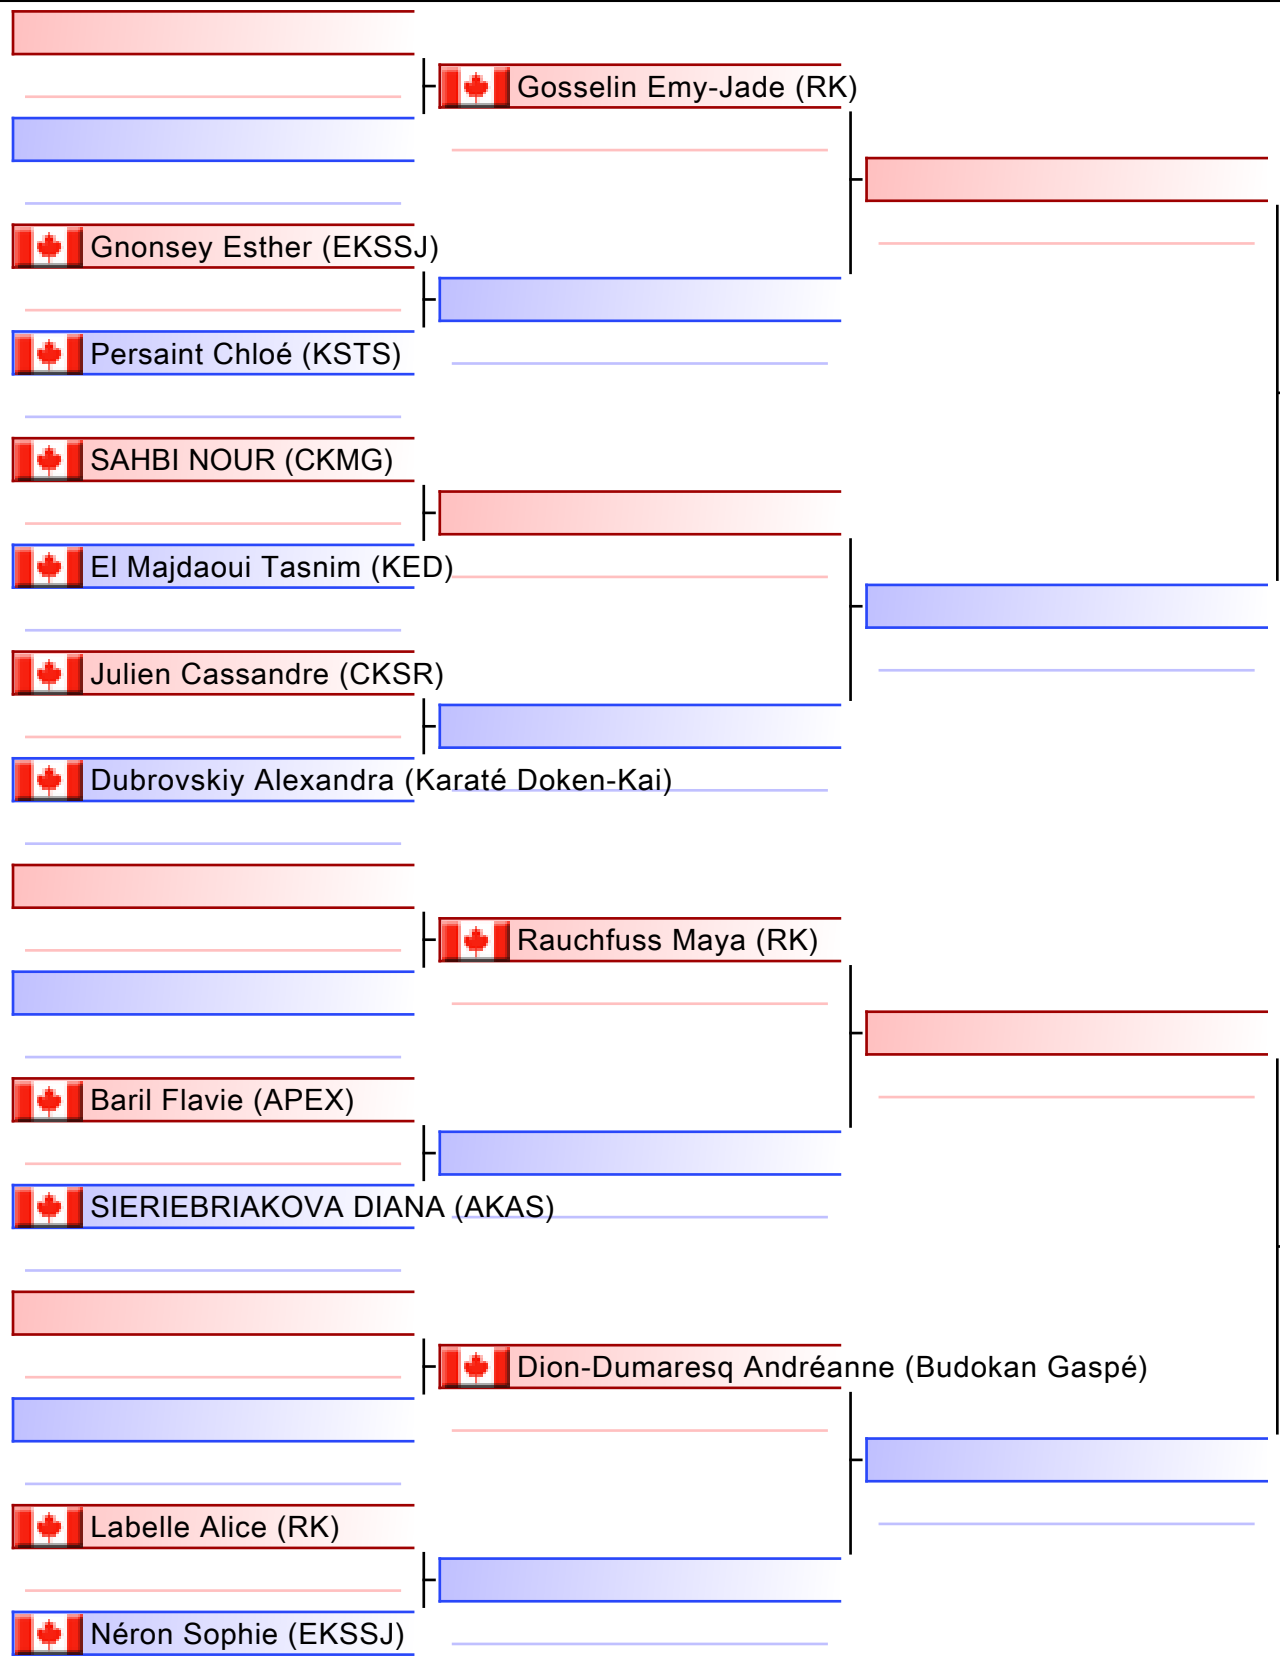 Gosselin Emy-Jade (RK)
Gnonsey Esther (EKSSJ)
Persaint Chloé (KSTS)
SAHBI NOUR (CKMG)
El Majdaoui Tasnim (KED)
Julien Cassandre (CKSR)
Dubrovskiy Alexandra (Karaté Doken-Kai)
Rauchfuss Maya (RK)
Baril Flavie (APEX)
SIERIEBRIAKOVA DIANA (AKAS)
Dion-Dumaresq Andréanne (Budokan Gaspé)
Labelle Alice (RK)
Néron Sophie (EKSSJ)